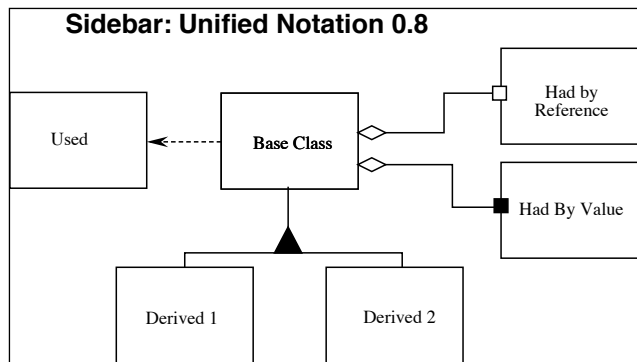 Sidebar: Unified Notation 0.8
Had by
Reference
Used
Base Class
Had By Value
Derived 1
Derived 2